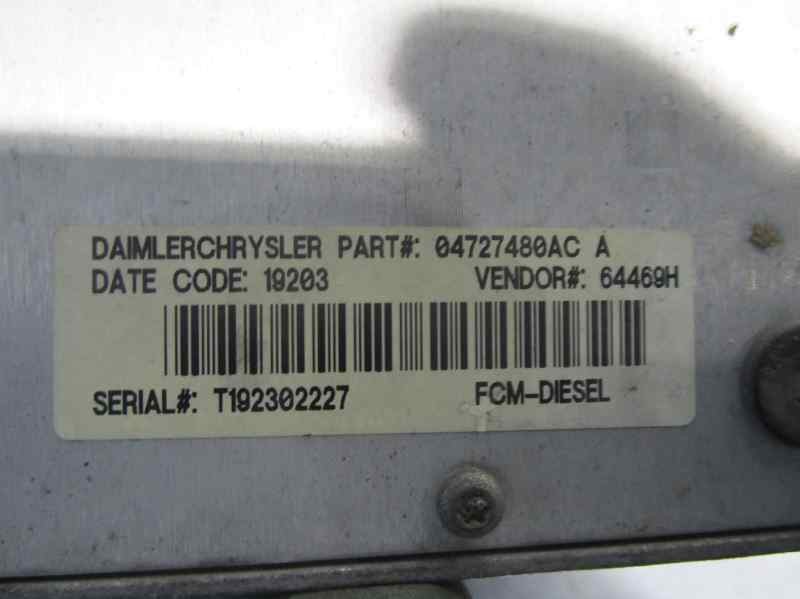 DAIMLERCHRYSLER PART#: 04727480AC A
DATE CODE: 19203 VENDOR#: 64469H
SERIAL#: T192302227 FCM-DIESEL